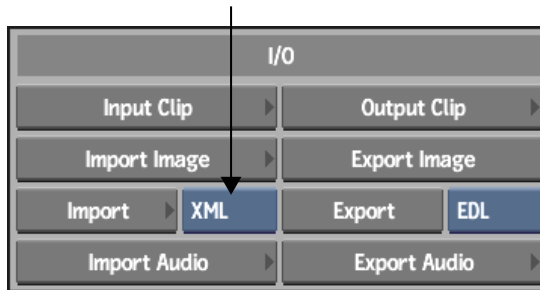 I/O
Input Clip Output Clip
Import Image Export Image
Import XML Export EDL
Import Audio Export Audio